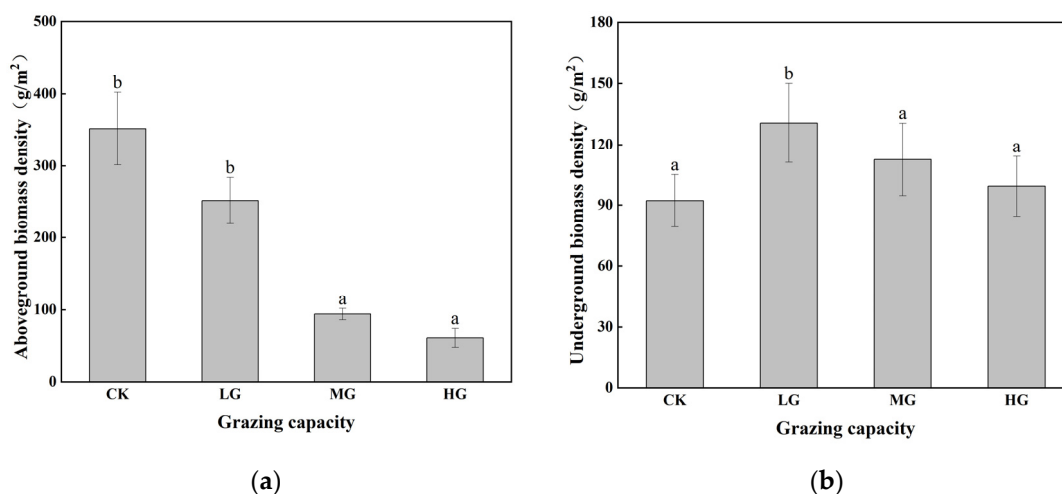 Aboveground biomass density（g/m²）
500
400
300
200
100
0
b
b
a
a
CK LG MG HG
Grazing capacity
(a)
Underground biomass density（g/m²）
180
150
120
90
60
30
0
a
b
a
a
CK LG MG HG
Grazing capacity
(b)